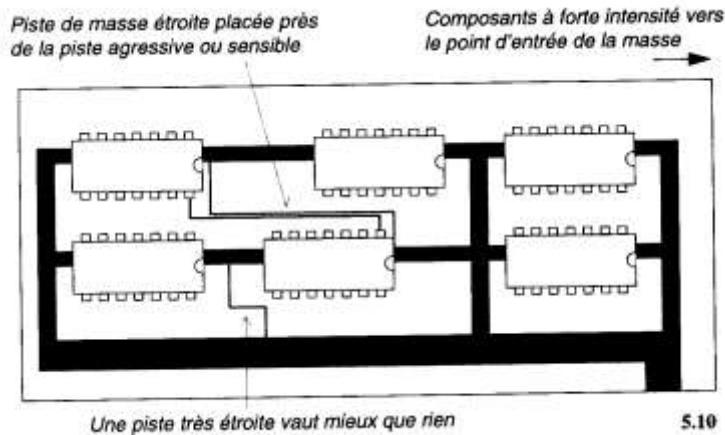 Piste de masse étroite placée près
de la piste agressive ou sensible
Composants à forte intensité vers
le point d'entrée de la masse
Une piste très étroite vaut mieux que rien
5.10